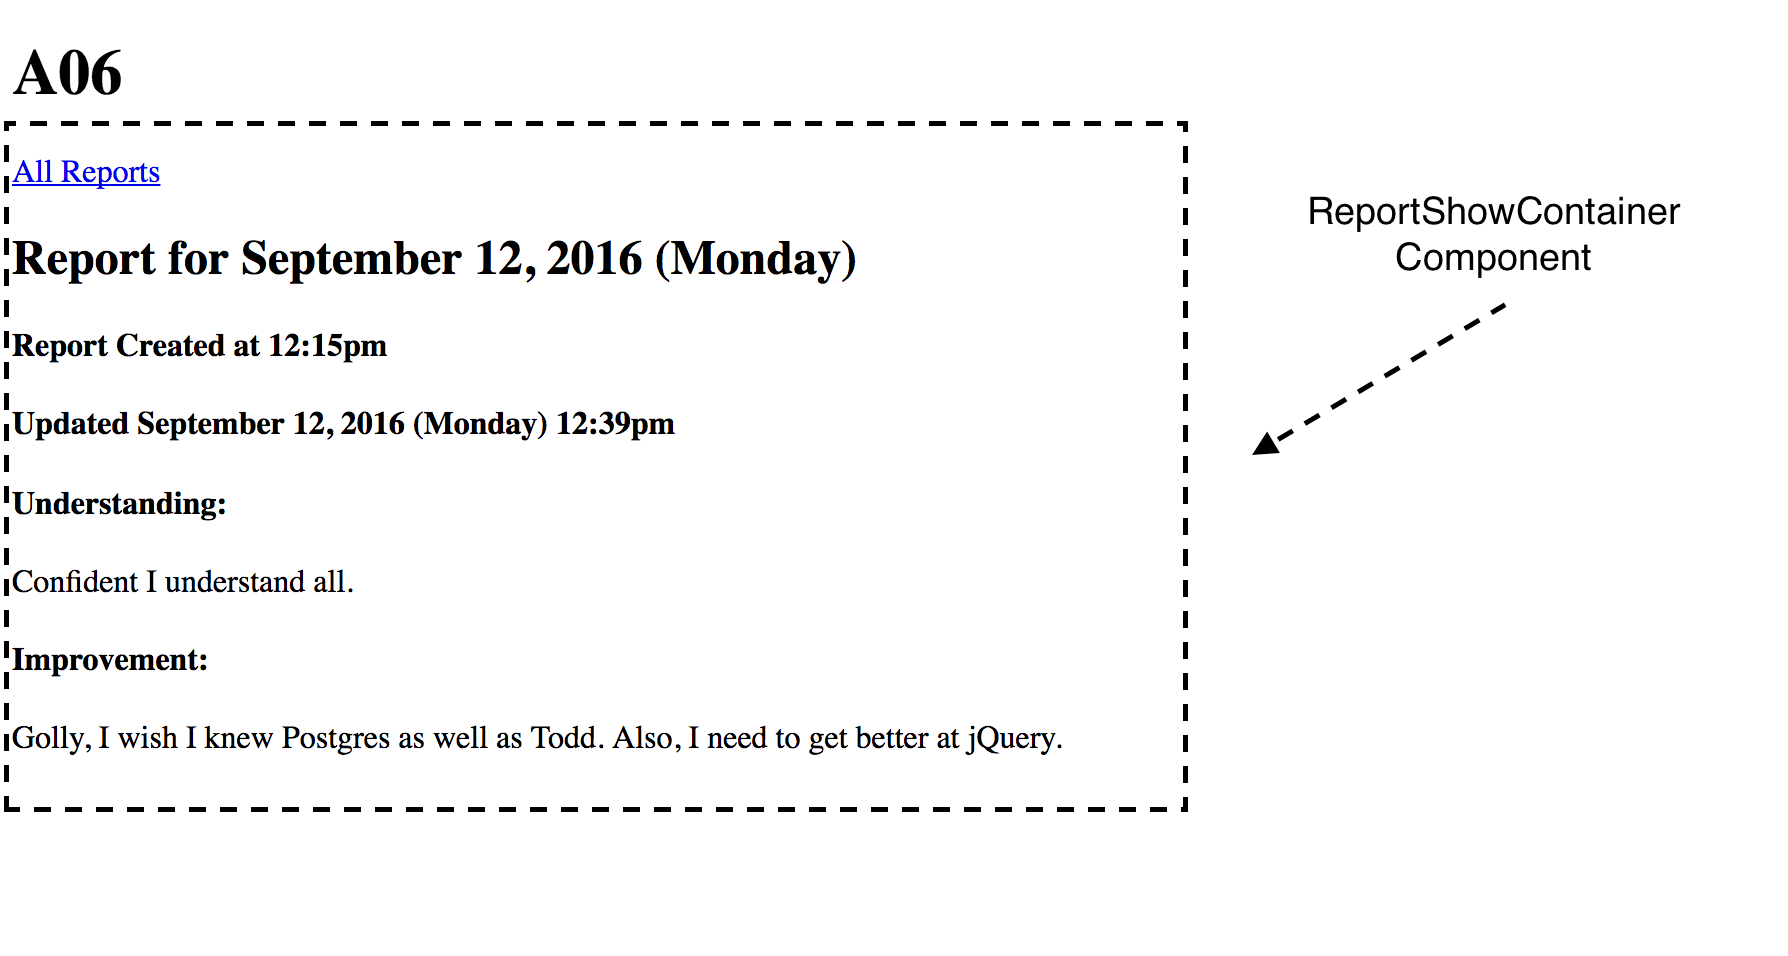 A06
All Reports
Report for September 12, 2016 (Monday)
Report Created at 12:15pm
Updated September 12, 2016 (Monday) 12:39pm
Understanding:
Confident I understand all.
Improvement:
Golly, I wish I knew Postgres as well as Todd. Also, I need to get better at jQuery.
ReportShowContainer
Component